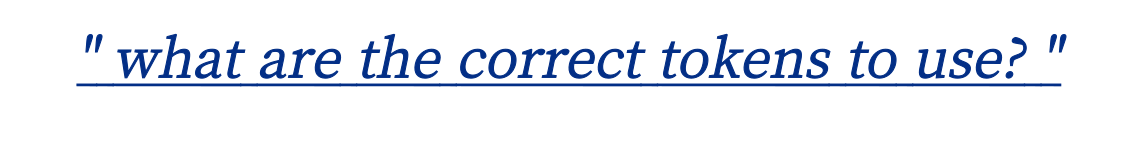 " what are the correct tokens to use? "